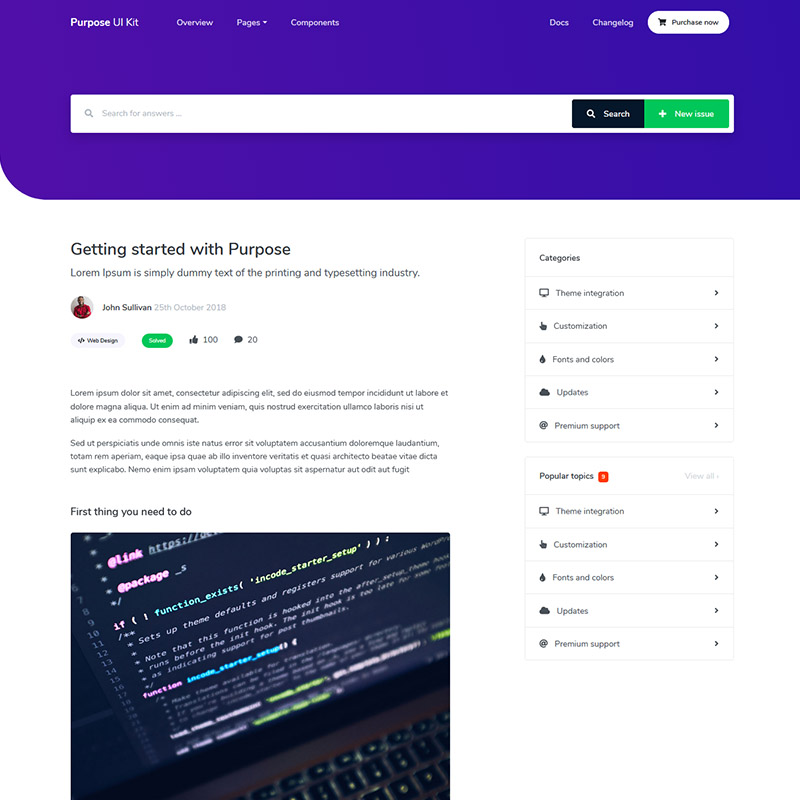 Purpose UI Kit
Overview
Pages
Components
Docs
Changelog
Purchase now
Search for answers ...
Search
New issue
Getting started with Purpose
Lorem Ipsum is simply dummy text of the printing and typesetting industry.
John Sullivan 25th October 2018
Web Design
Solved
100
20
Lorem ipsum dolor sit amet, consectetur adipiscing elit, sed do eiusmod tempor incididunt ut labore et
dolore magna aliqua. Ut enim ad minim veniam, quis nostrud exercitation ullamco laboris nisi ut
aliquip ex ea commodo consequat.
Sed ut perspiciatis unde omnis iste natus error sit voluptatem accusantium doloremque laudantium,
totam rem aperiam, eaque ipsa quae ab illo inventore veritatis et quasi architecto beatae vitae dicta
sunt explicabo. Nemo enim ipsam voluptatem quia voluptas sit aspernatur aut odit aut fugit
First thing you need to do
* @link https://
*
* @package _s
*/
if ( ! function_exists( 'incode_starter_setup' ) ) :
/**
* Sets up theme defaults and registers support for various
*
* Note that this function is hooked into the after_setup_theme hook
* runs before the init hook. The init hook is too late for some
* as indicating support for post thumbnails.
*/
function incode_starter_setup() {
Categories
Theme integration
Customization
Fonts and colors
Updates
Premium support
Popular topics 9
View all ›
Theme integration
Customization
Fonts and colors
Updates
Premium support